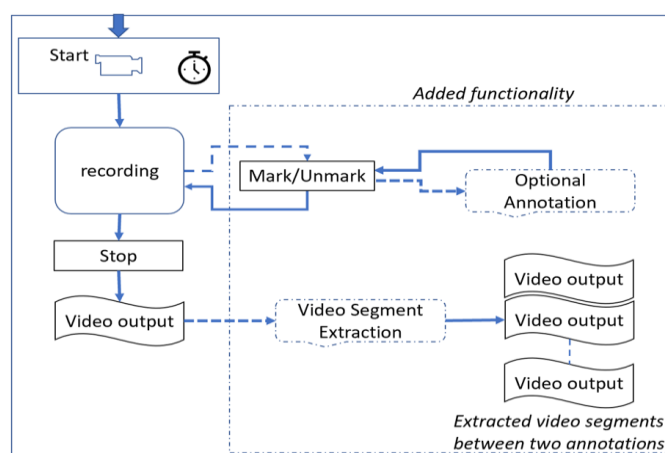 Start
Added functionality
recording
Mark/Unmark
Optional
Annotation
Stop
Video output
Video Segment
Extraction
Video output
Video output
Video output
Extracted video segments
between two annotations